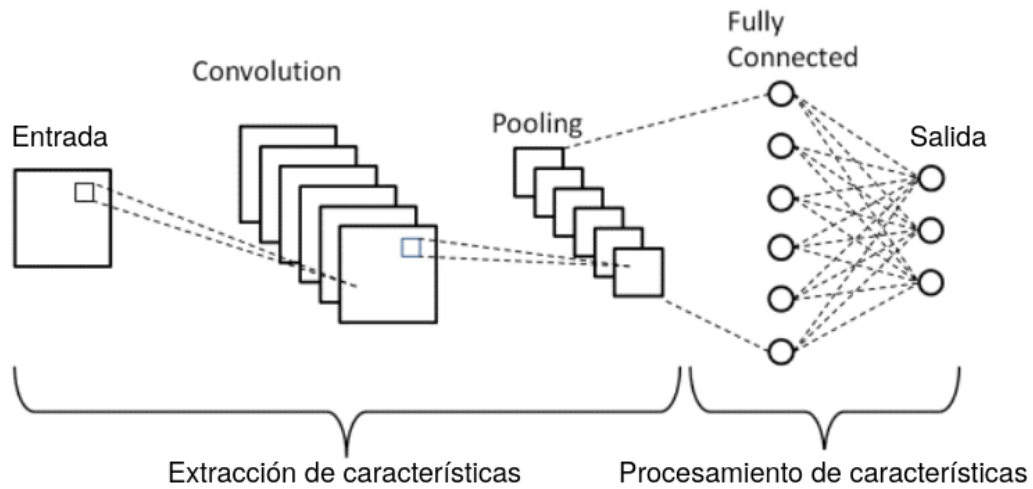 Fully
Connected
Convolution
Pooling
Entrada
Salida
Extracción de características
Procesamiento de características